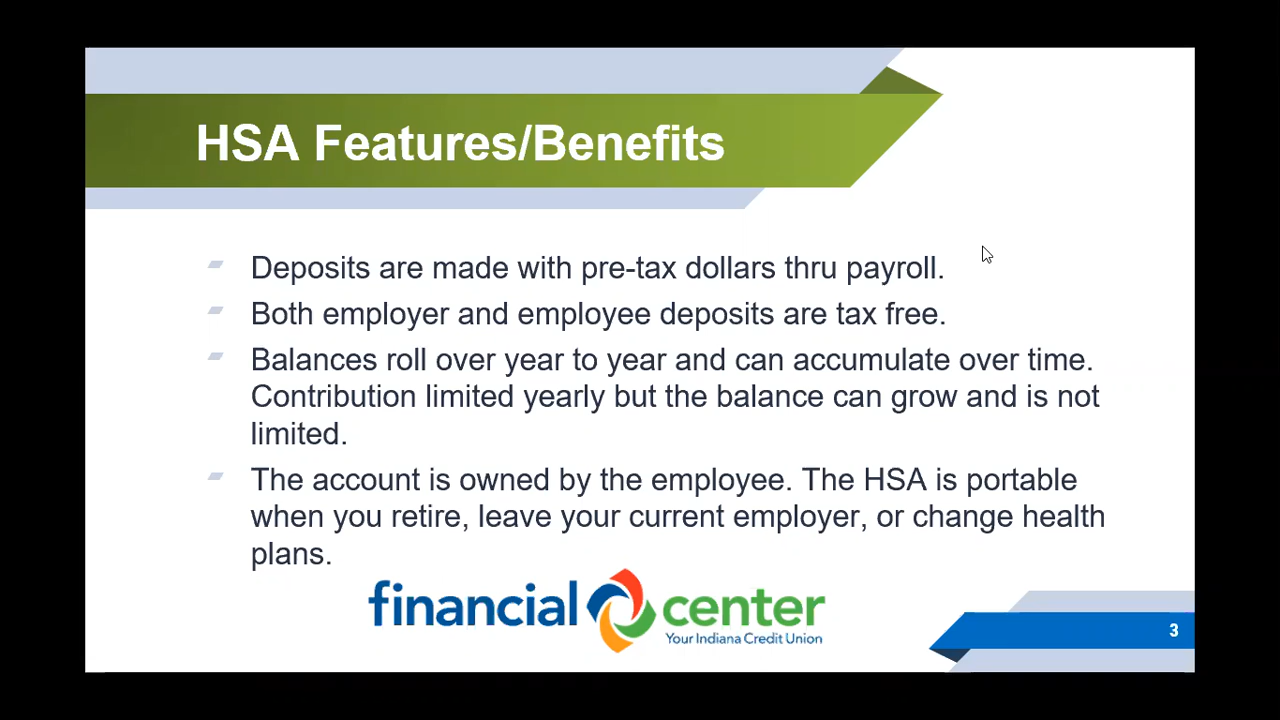 HSA Features/Benefits
Deposits are made with pre-tax dollars thru payroll.
Both employer and employee deposits are tax free.
Balances roll over year to year and can accumulate over time.
Contribution limited yearly but the balance can grow and is not
limited.
The account is owned by the employee. The HSA is portable
when you retire, leave your current employer, or change health
plans.
financial center
Your Indiana Credit Union
3